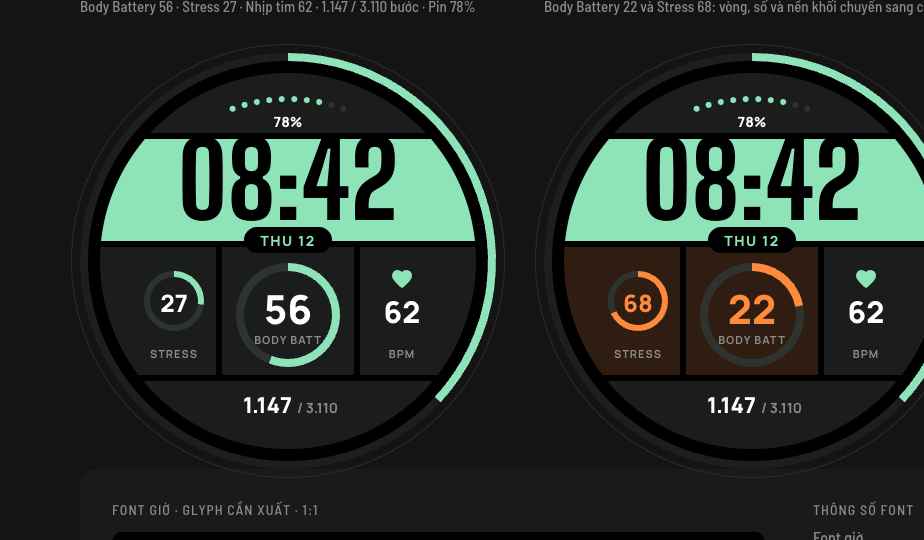 Body Battery 56 · Stress 27 · Nhịp tim 62 · 1.147 / 3.110 bước · Pin 78%
Body Battery 22 và Stress 68: vòng, số và nền khối chuyển sang
78%
08:42
THU 12
27
STRESS
56
BODY BATT
62
BPM
1.147 / 3.110
78%
08:42
THU 12
68
STRESS
22
BODY BATT
62
BPM
1.147 / 3.110
FONT GIỜ · GLYPH CẦN XUẤT · 1:1
THÔNG SỐ FONT
Font giờ